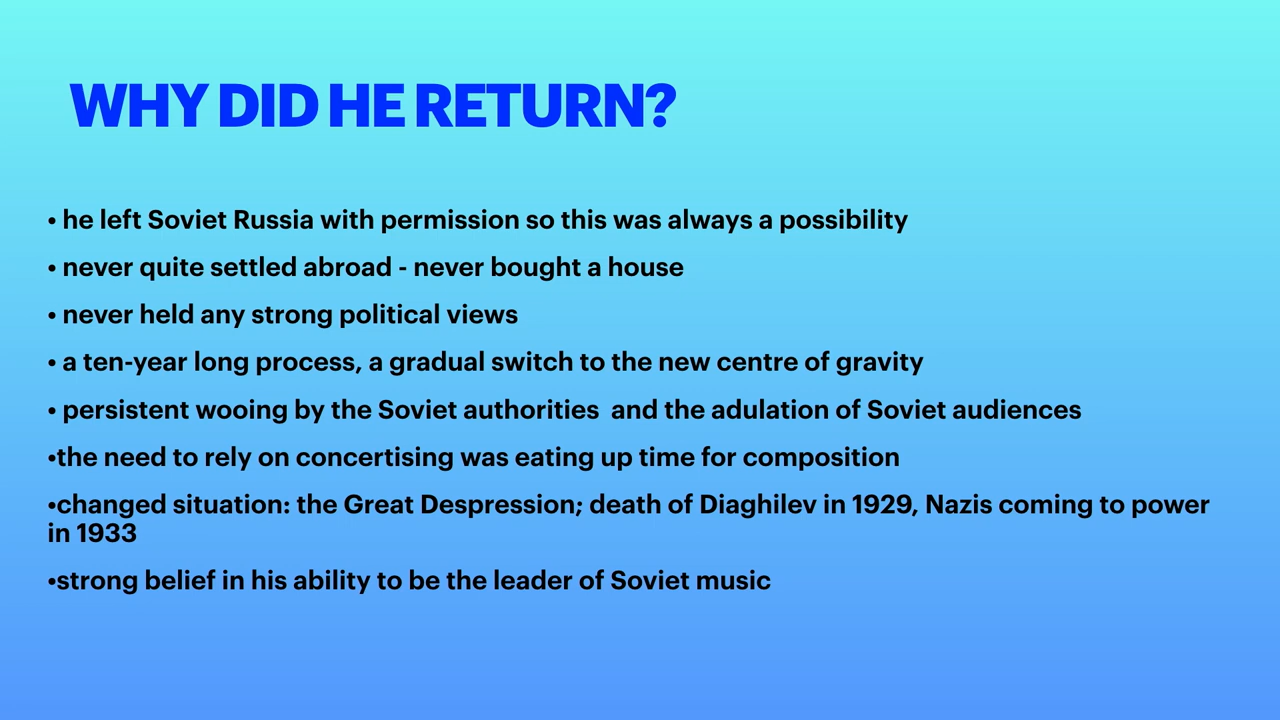 WHY DID HE RETURN?
• he left Soviet Russia with permission so this was always a possibility
• never quite settled abroad - never bought a house
• never held any strong political views
• a ten-year long process, a gradual switch to the new centre of gravity
• persistent wooing by the Soviet authorities  and the adulation of Soviet audiences
•the need to rely on concertising was eating up time for composition
•changed situation: the Great Despression; death of Diaghilev in 1929, Nazis coming to power
in 1933
•strong belief in his ability to be the leader of Soviet music